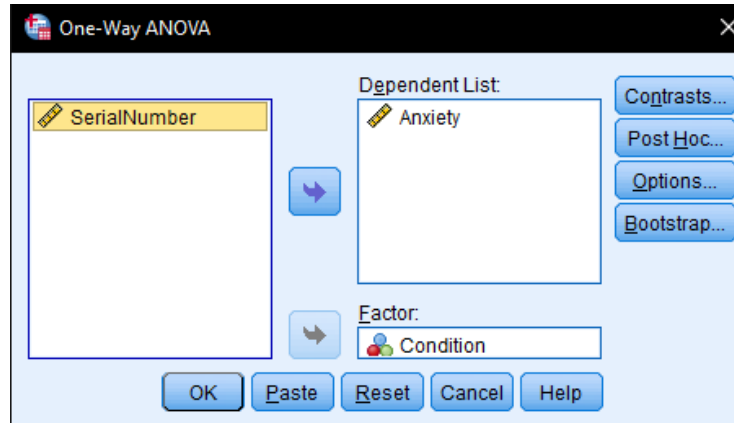 One-Way ANOVA
SerialNumber
Dependent List:
Anxiety
Factor:
Condition
Contrasts...
Post Hoc...
Options...
Bootstrap...
OK
Paste
Reset
Cancel
Help